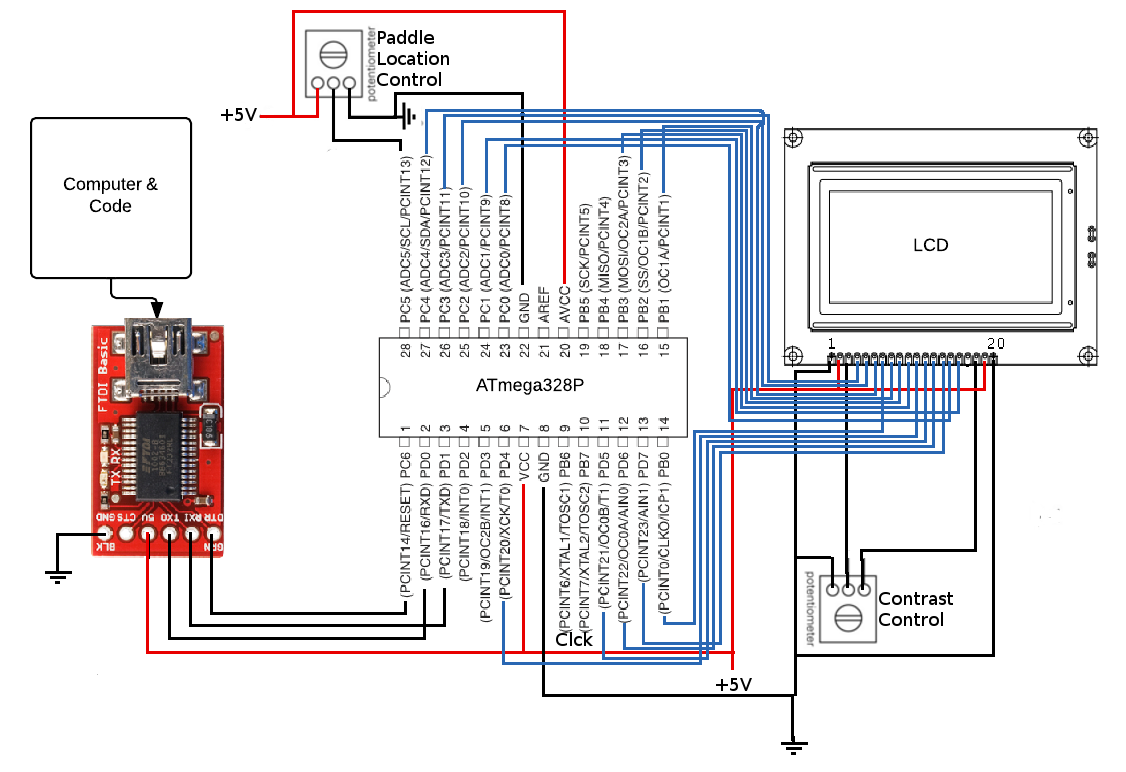 Paddle
Location
Control
potentiometer
+5V
Computer &
Code
FTDI Basic
TX RX
GND
CTS
5V
TXO
RXI
DTR
BLK
GRN
PC5 (ADC5/SCL/PCINT13)
PC4 (ADC4/SDA/PCINT12)
PC3 (ADC3/PCINT11)
PC2 (ADC2/PCINT10)
PC1 (ADC1/PCINT9)
PC0 (ADC0/PCINT8)
GND
AREF
AVCC
PB5 (SCK/PCINT5)
PB4 (MISO/PCINT4)
PB3 (MOSI/OC2A/PCINT3)
PB2 (SS/OC1B/PCINT2)
PB1 (OC1A/PCINT1)
28 27 26 25 24 23 22 21 20 19 18 17 16 15
ATmega328P
1 2 3 4 5 6 7 8 9 10 11 12 13 14
(PCINT14/RESET) PC6
(PCINT16/RXD) PD0
(PCINT17/TXD) PD1
(PCINT18/INT0) PD2
(PCINT19/OC2B/INT1) PD3
(PCINT20/XCK/T0) PD4
VCC
GND
(PCINT6/XTAL1/TOSC1) PB6
(PCINT7/XTAL2/TOSC2) PB7
(PCINT21/OC0B/T1) PD5
(PCINT22/OC0A/AIN0) PD6
(PCINT23/AIN1) PD7
(PCINT0/CLKO/ICP1) PB0
Clck
LCD
1 20
potentiometer
Contrast
Control
+5V